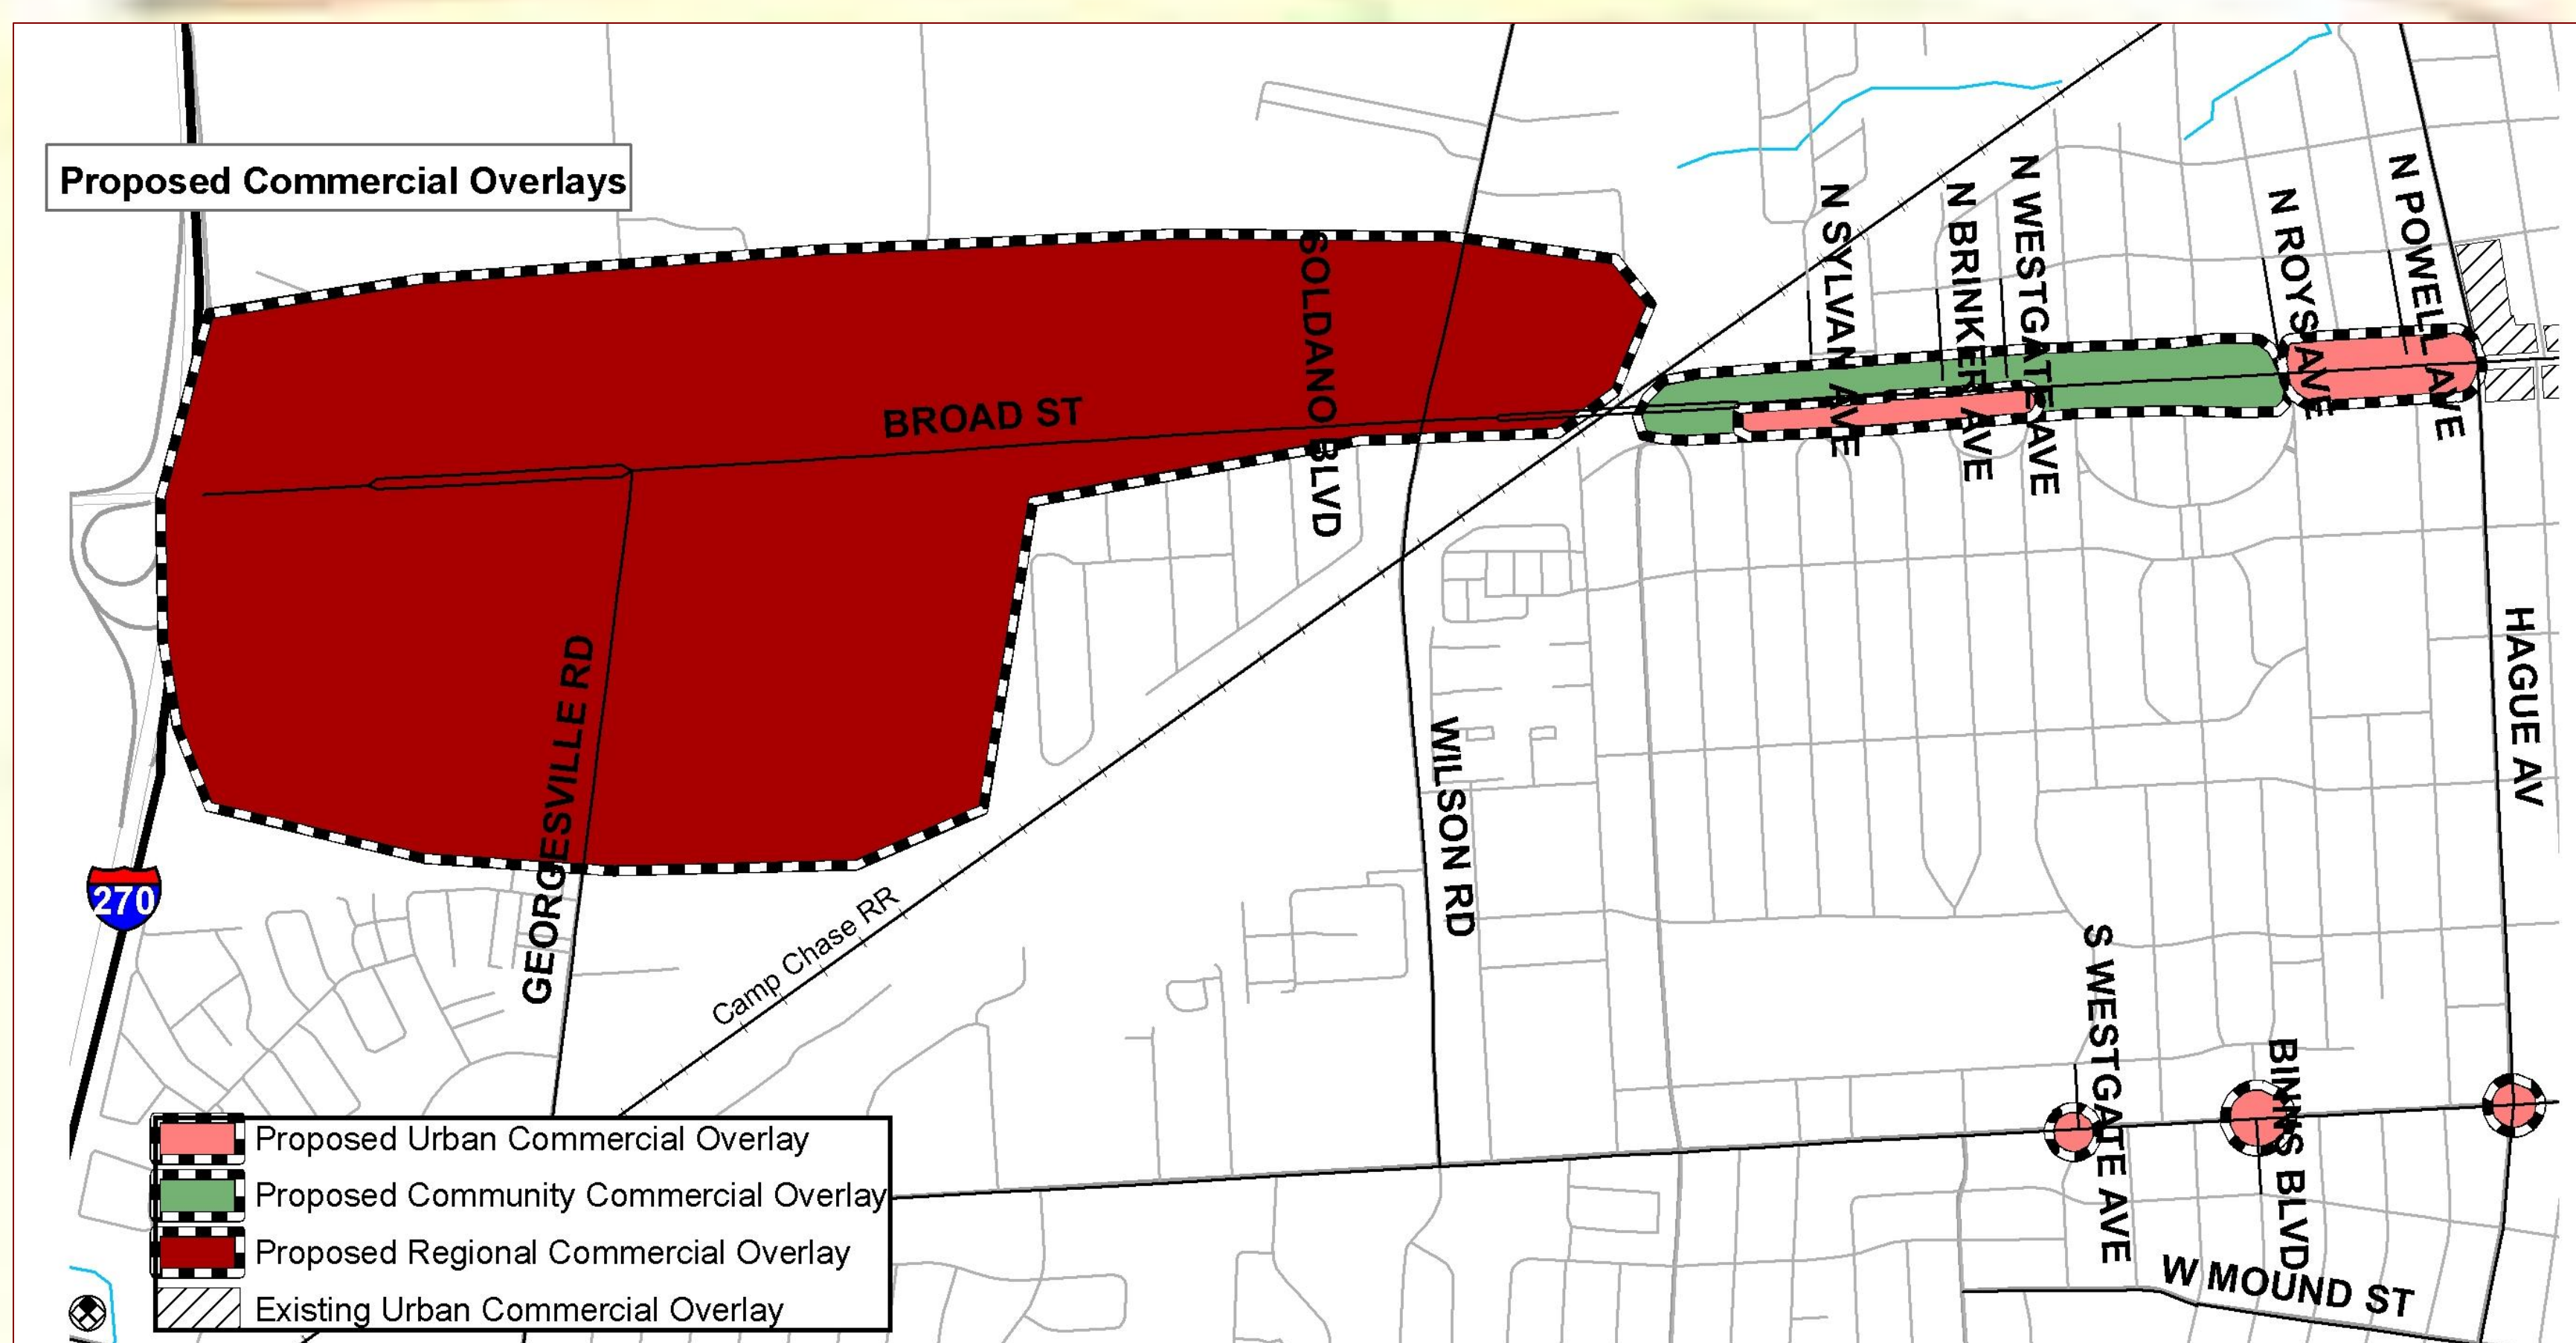 Proposed Commercial Overlays
N SYLVAN AVE
N BRINKER AVE
N WESTGATE AVE
N ROYS AVE
N POWELL AVE
SOLDANO BLVD
BROAD ST
GEORGESVILLE RD
WILSON RD
HAGUE AV
270
Camp Chase RR
S WESTGATE AVE
BINNS BLVD
W MOUND ST
Proposed Urban Commercial Overlay
Proposed Community Commercial Overlay
Proposed Regional Commercial Overlay
Existing Urban Commercial Overlay